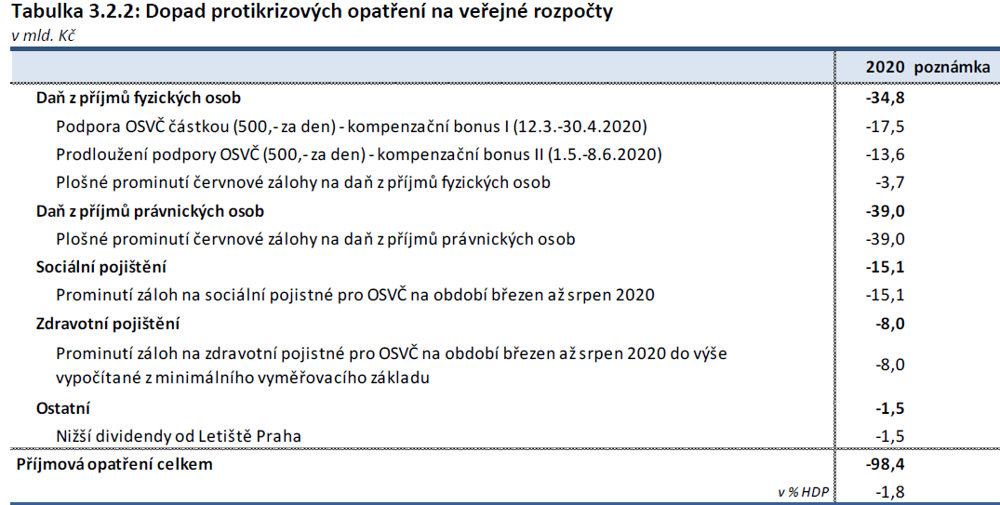 Tabulka 3.2.2: Dopad protikrizových opatření na veřejné rozpočty
v mld. Kč
2020 poznámka
Daň z příjmů fyzických osob -34,8
Podpora OSVČ částkou (500,- za den) - kompenzační bonus I (12.3.-30.4.2020) -17,5
Prodloužení podpory OSVČ (500,- za den) - kompenzační bonus II (1.5.-8.6.2020) -13,6
Plošné prominutí červnové zálohy na daň z příjmů fyzických osob -3,7
Daň z příjmů právnických osob -39,0
Plošné prominutí červnové zálohy na daň z příjmů právnických osob -39,0
Sociální pojištění -15,1
Prominutí záloh na sociální pojistné pro OSVČ na období březen až srpen 2020 -15,1
Zdravotní pojištění -8,0
Prominutí záloh na zdravotní pojistné pro OSVČ na období březen až srpen 2020 do výše
vypočítané z minimálního vyměřovacího základu -8,0
Ostatní -1,5
Nižší dividendy od Letiště Praha -1,5
Příjmová opatření celkem -98,4
v % HDP -1,8